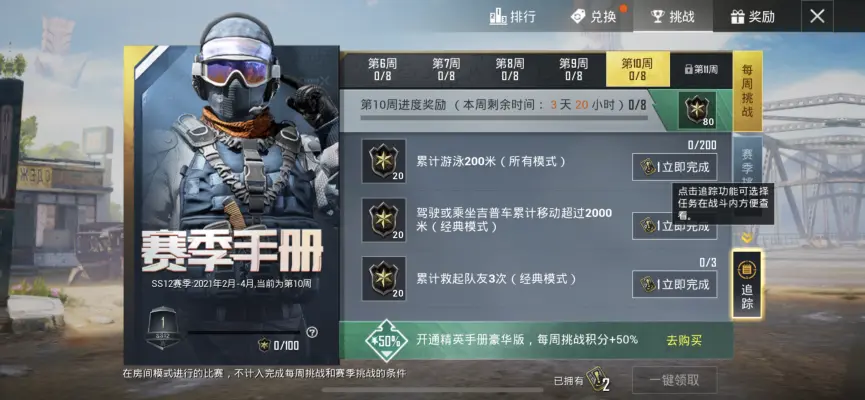 排行
兑换
挑战
奖励
第6周
0/8
第7周
0/8
第8周
0/8
第9周
0/8
第10周
0/8
第11周
每周挑战
第10周进度奖励（本周剩余时间：3 天 20 小时）0/8
80
赛季挑
累计游泳200米（所有模式）
20
0/200
立即完成
点击追踪功能可选择
任务在战斗内方便查
看。
驾驶或乘坐吉普车累计移动超过2000
米（经典模式）
20
立即完成
累计救起队友3次（经典模式）
20
0/3
立即完成
追踪
赛季手册
SS12赛季:2021年2月-4月,当前为第10周
1
SS12
0/100
?
+50%
开通精英手册豪华版，每周挑战积分+50%
去购买
在房间模式进行的比赛，不计入完成每周挑战和赛季挑战的条件
已拥有
2
一键领取